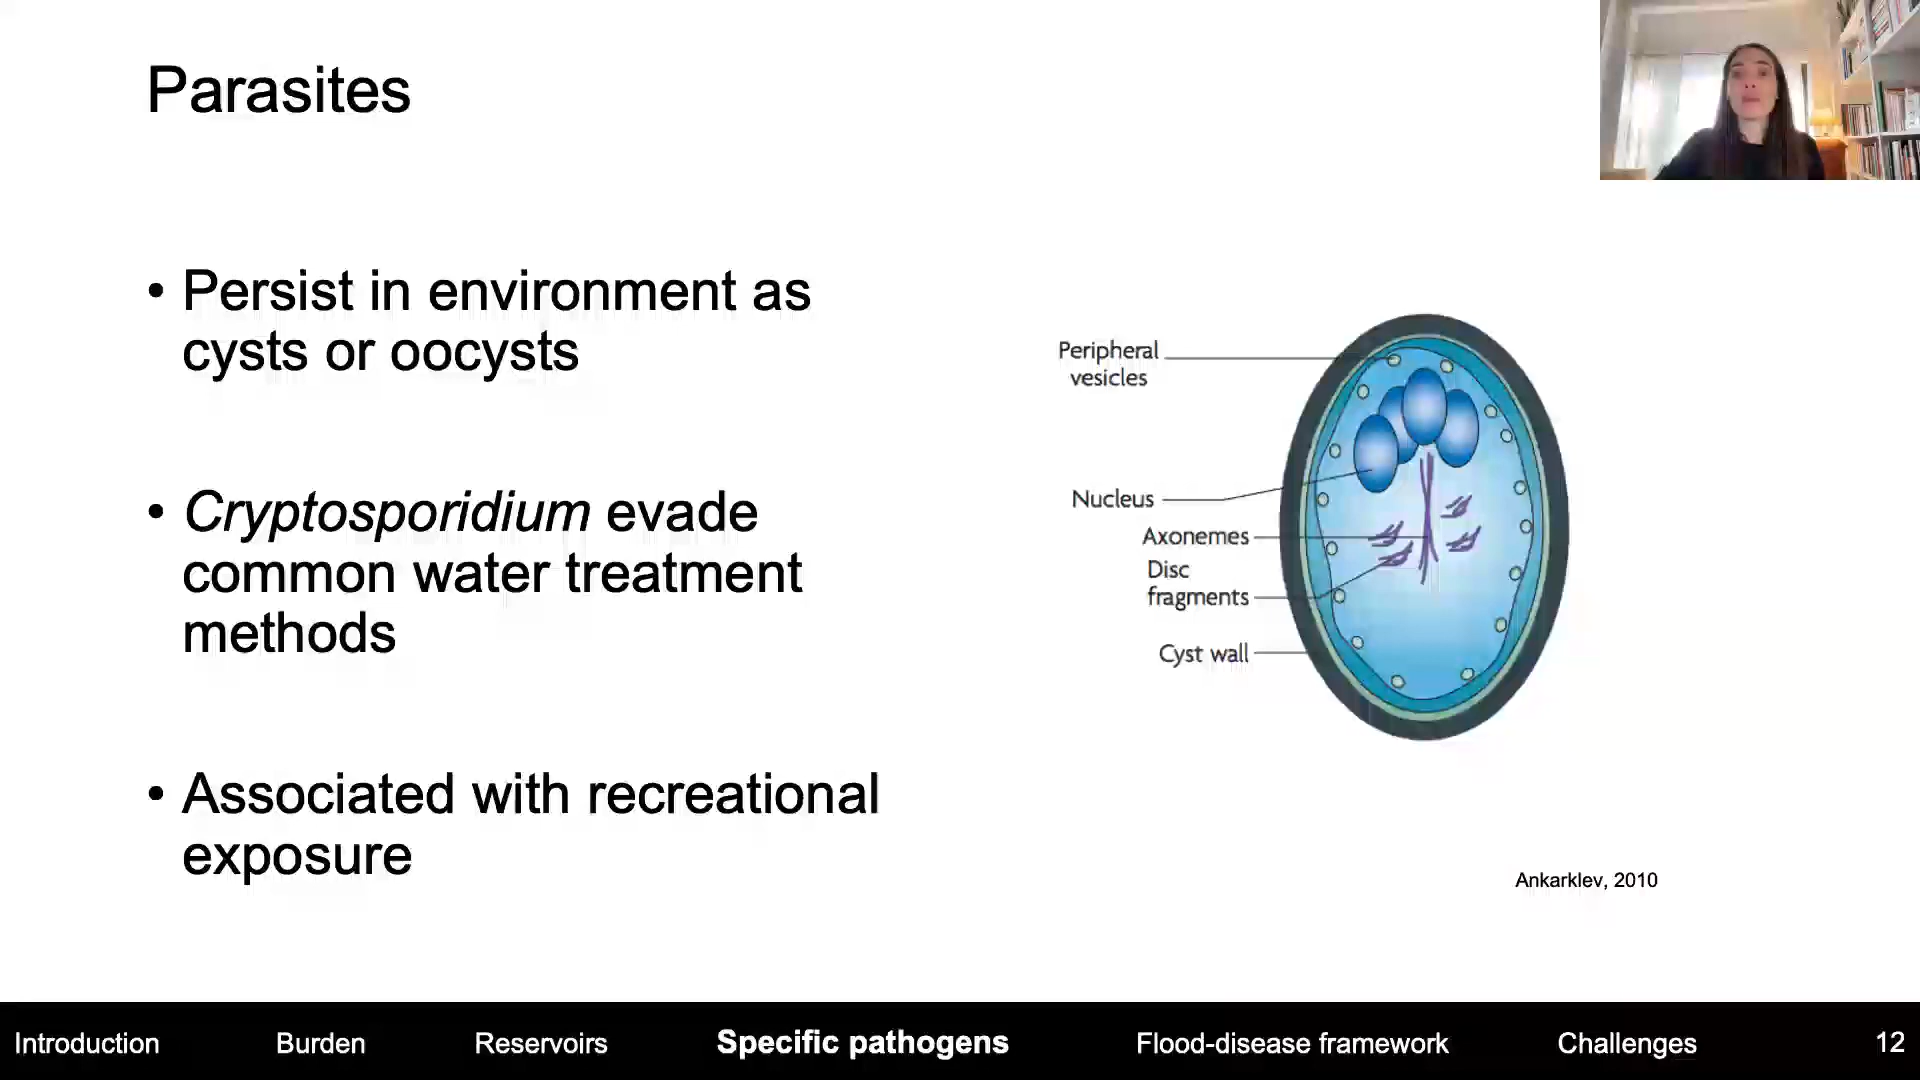 Parasites
• Persist in environment as
cysts or oocysts
• Cryptosporidium evade
common water treatment
methods
• Associated with recreational
exposure
Peripheral
vesicles
Nucleus
Axonemes
Disc
fragments
Cyst wall
Ankarklev, 2010
Introduction Burden Reservoirs Specific pathogens Flood-disease framework Challenges 12